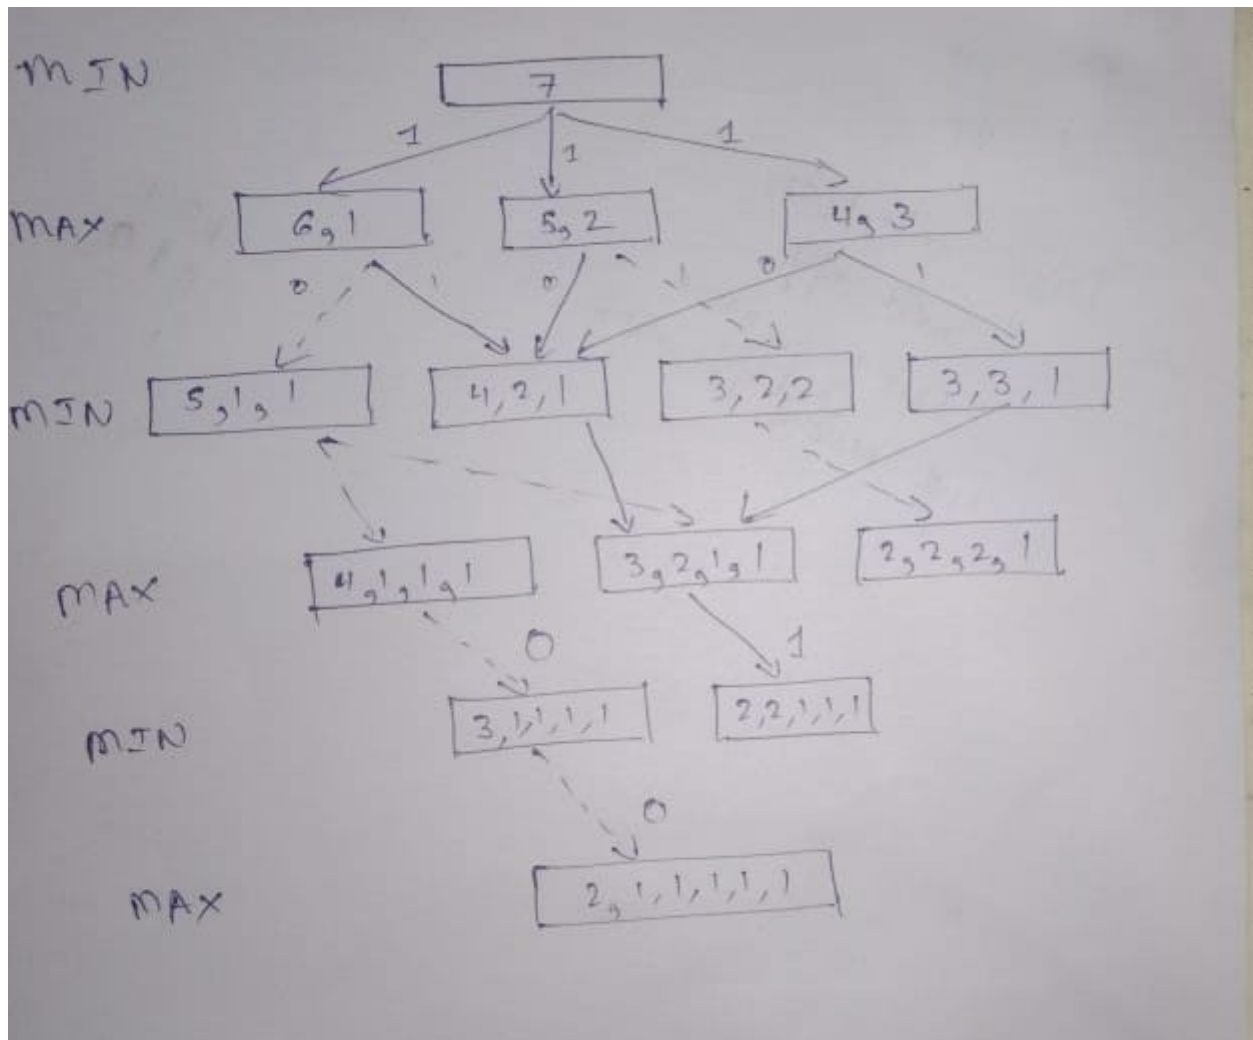 MIN 7
1 1 1
MAX 6,1 5,2 4,3
0 1 0 1 0 1
MIN 5,1,1 4,2,1 3,2,2 3,3,1
MAX 4,1,1,1 3,2,1,1 2,2,2,1
0 1
MIN 3,1,1,1,1 2,2,1,1,1
0
MAX 2,1,1,1,1,1